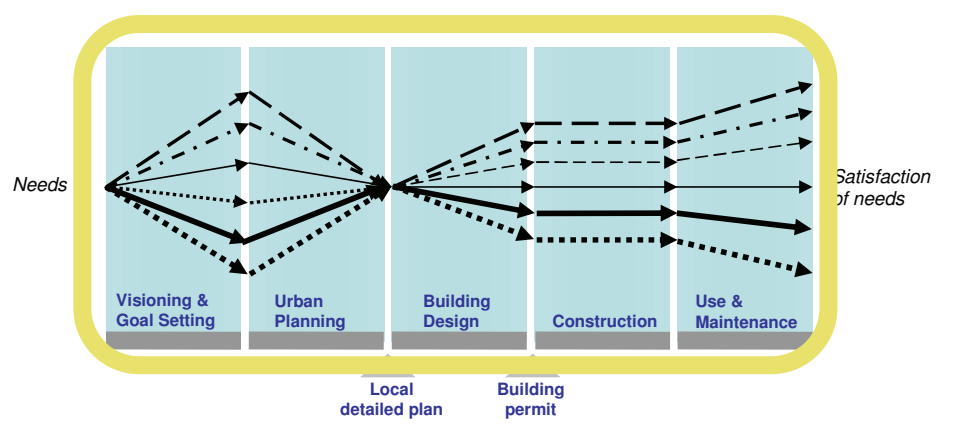 Needs
Satisfaction
of needs
Visioning &
Goal Setting
Urban
Planning
Building
Design
Construction
Use &
Maintenance
Local
detailed plan
Building
permit